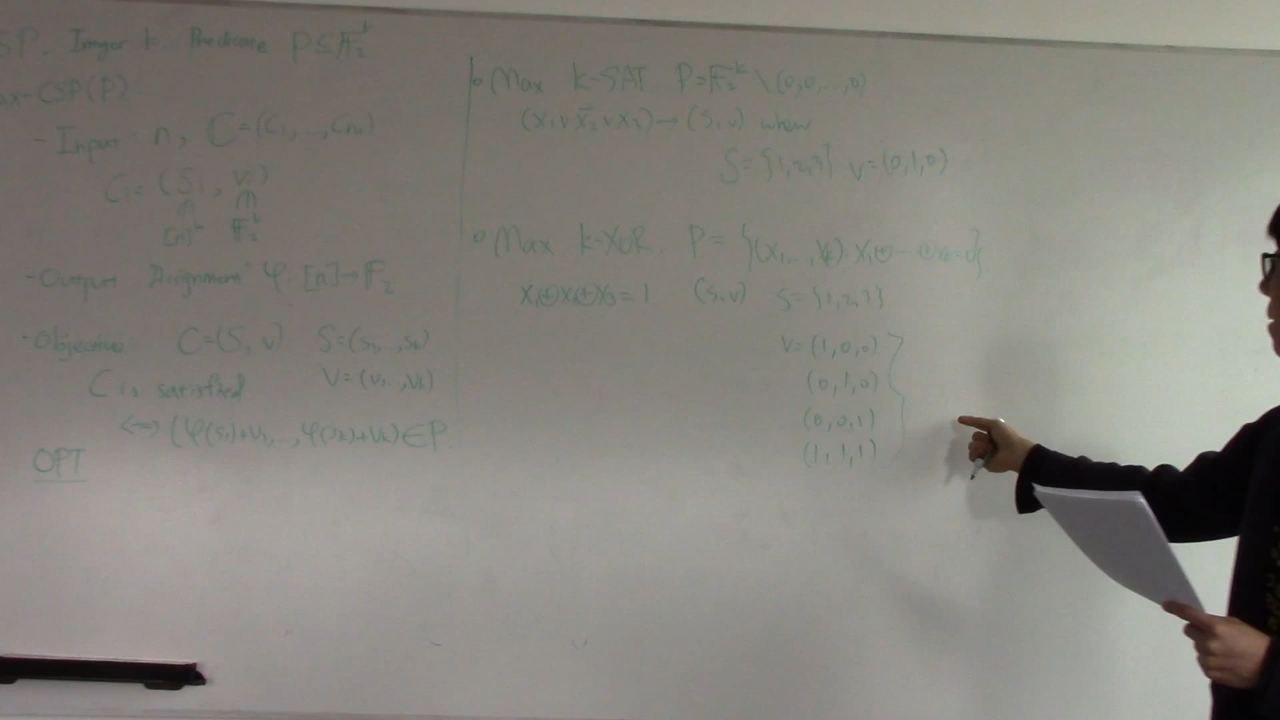 SP. Integer k. Predicate P ⊆ F₂ᵏ
ax-CSP(P)
- Input n, C = (C₁, ..., Cₘ)
Cᵢ = (Sᵢ, Vᵢ)
∈ ∈
[n]ᵏ F₂ᵏ
- Output Assignment φ: [n] → F₂
- Objective C = (S, v) S = (s₁, .., sₖ)
C is satisfied V = (v₁, .., vₖ)
⟺ (φ(s₁)+v₁, .., φ(sₖ)+vₖ) ∈ P
OPT
Max k-SAT. P = F₂ᵏ \ (0,0,...,0)
(x₁ ∨ x̄₂ ∨ x₃) → (S, v) where
S = {1,2,3} v = (0,1,0)
Max k-XOR. P = {(x₁, .., xₖ): x₁⊕ - ⊕xₖ=0}.
x₁⊕x₂⊕x₃ = 1 (S, v) S = {1,2,3}
v = (1,0,0)
(0,1,0)
(0,0,1)
(1,1,1)